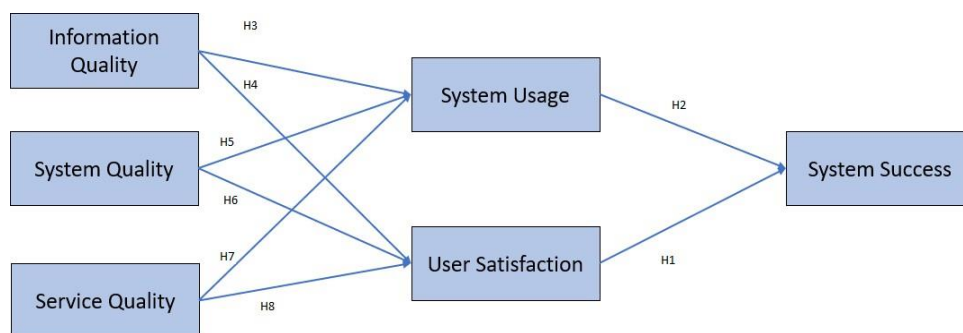 Information
Quality
H3
H4
System Usage
H2
System Quality
H5
H6
System Success
H7
User Satisfaction
H1
Service Quality
H8